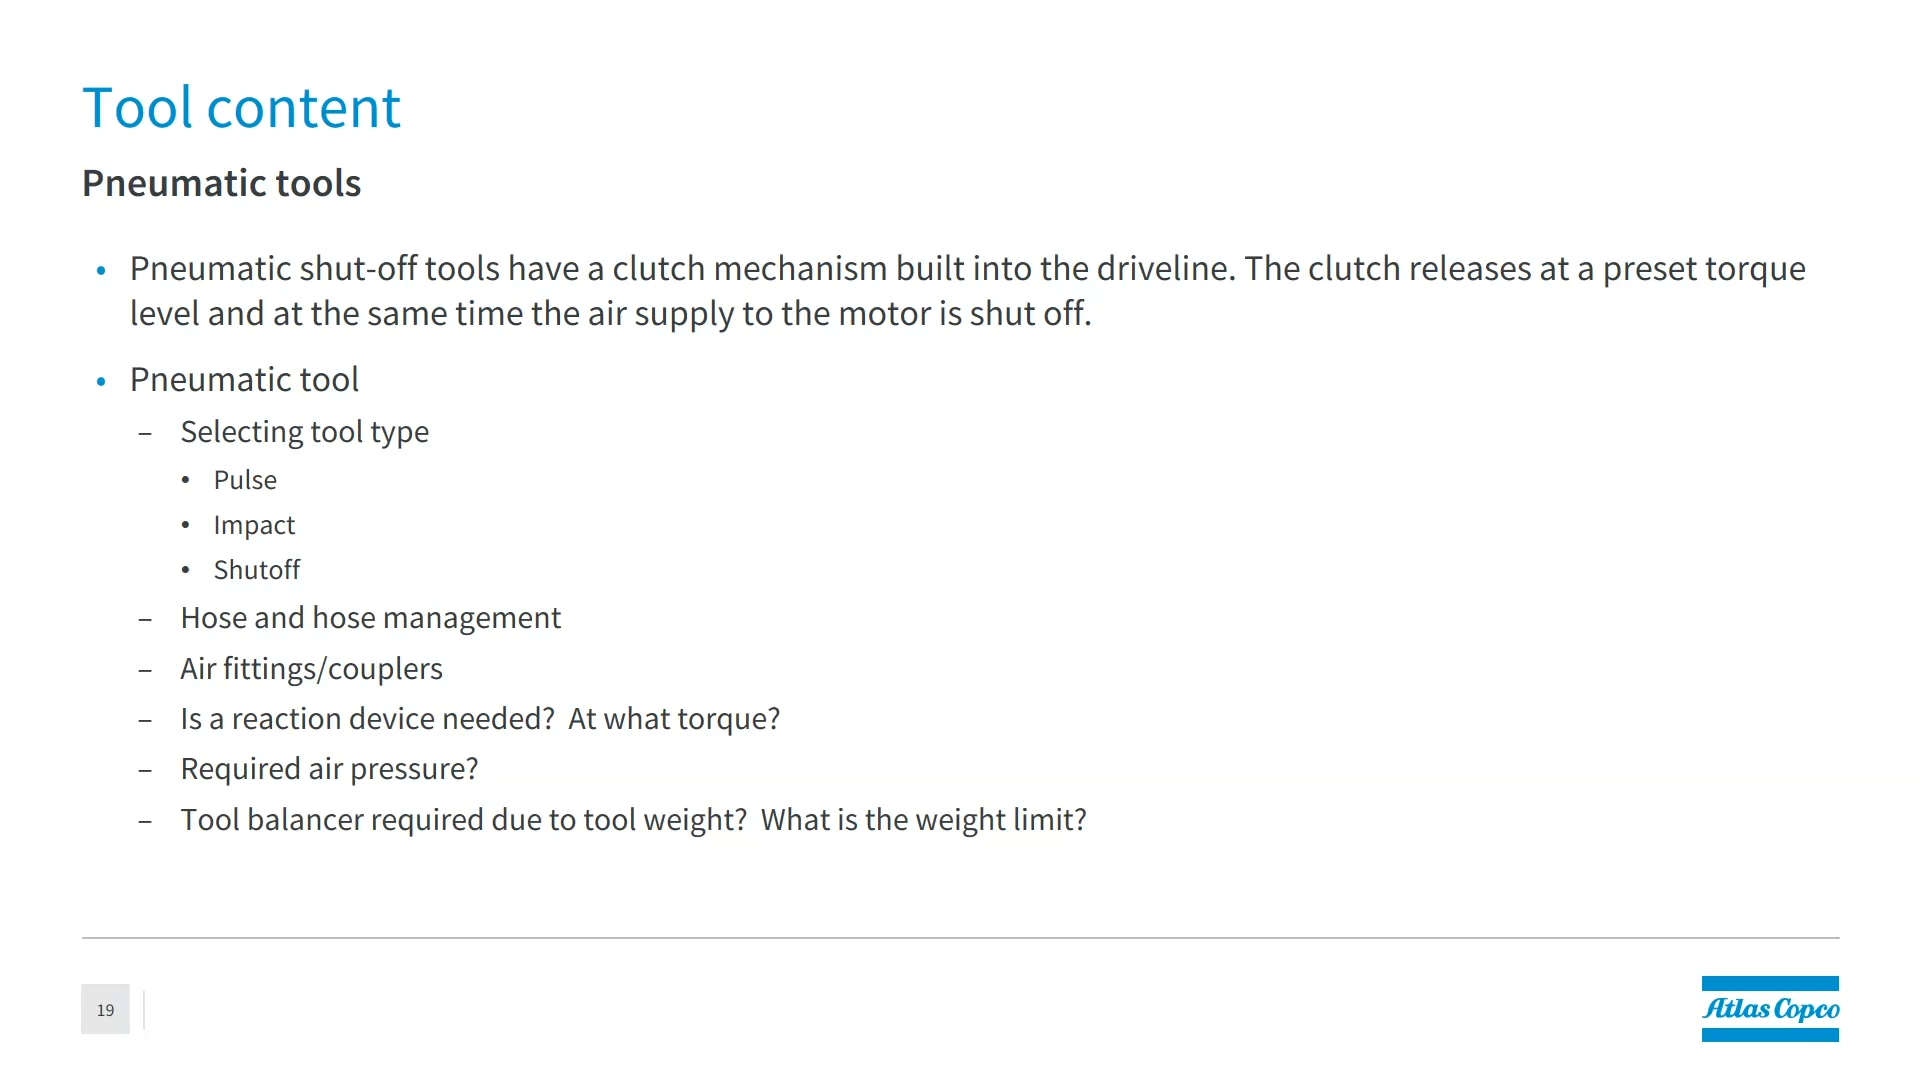 Tool content
Pneumatic tools
• Pneumatic shut-off tools have a clutch mechanism built into the driveline. The clutch releases at a preset torque
level and at the same time the air supply to the motor is shut off.
• Pneumatic tool
– Selecting tool type
• Pulse
• Impact
• Shutoff
– Hose and hose management
– Air fittings/couplers
– Is a reaction device needed?  At what torque?
– Required air pressure?
– Tool balancer required due to tool weight?  What is the weight limit?
19
Atlas Copco